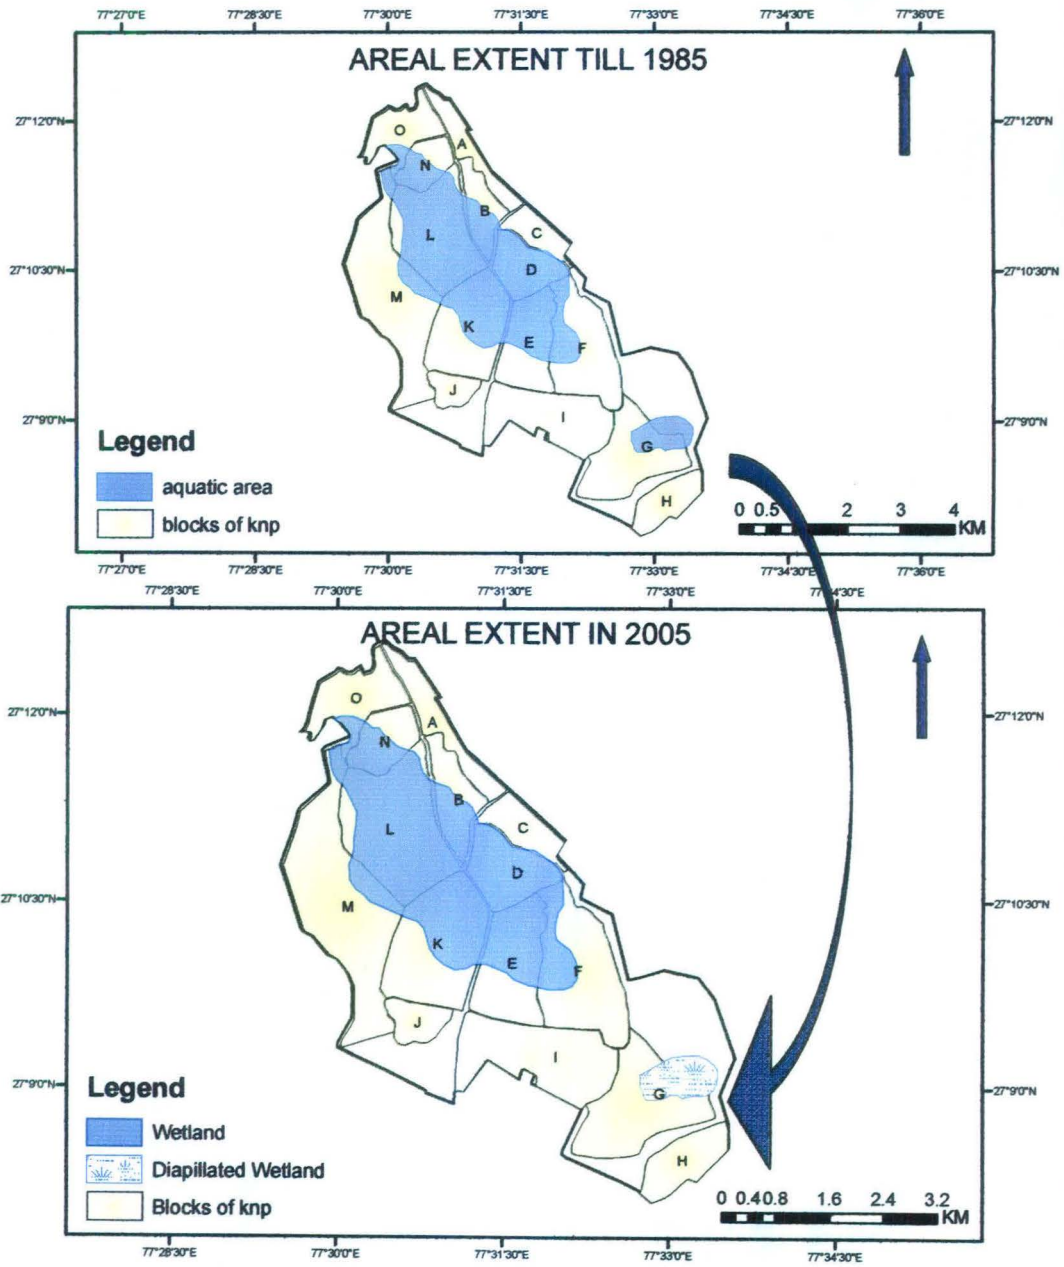 77°27'0"E 77°28'30"E 77°30'0"E 77°31'30"E 77°33'0"E 77°34'30"E 77°36'0"E
AREAL EXTENT TILL 1985
27°12'0"N 27°12'0"N
O
A
N
B
C
L
D
27°10'30"N 27°10'30"N
M
K
E
F
J
I
27°9'0"N 27°9'0"N
G
H
Legend
aquatic area
blocks of knp
0 0.5 2 3 4
KM
77°27'0"E 77°28'30"E 77°30'0"E 77°31'30"E 77°33'0"E 77°34'30"E 77°36'0"E
77°28'30"E 77°30'0"E 77°31'30"E 77°33'0"E
AREAL EXTENT IN 2005
O
27°12'0"N 27°12'0"N
A
N
B
C
L
D
27°10'30"N 27°10'30"N
M
K
E
F
J
I
27°9'0"N 27°9'0"N
G
H
Legend
Wetland
Diapillated Wetland
Blocks of knp
0 0.40.8 1.6 2.4 3.2
KM
77°28'30"E 77°30'0"E 77°31'30"E 77°33'0"E 77°34'30"E